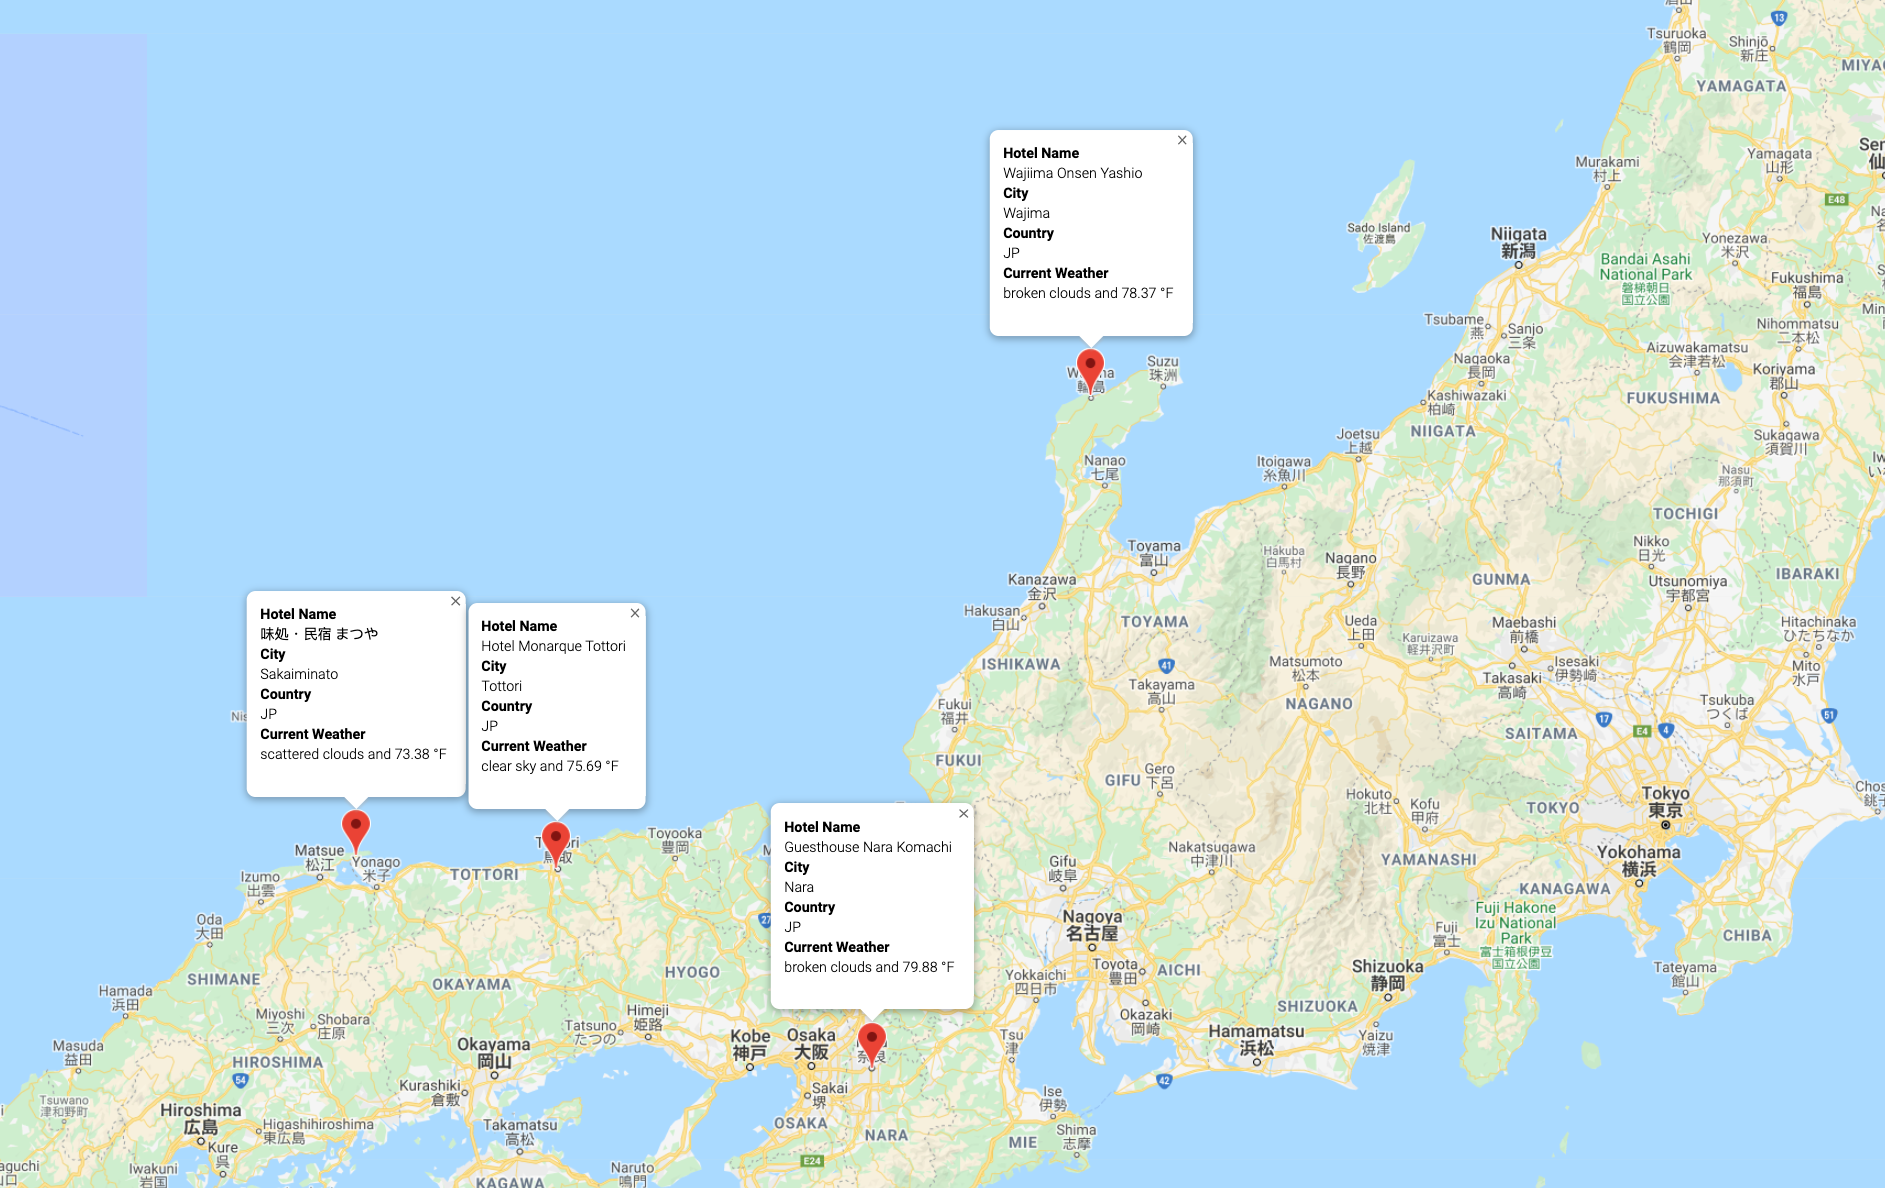 Hotel Name
Wajiima Onsen Yashio
City
Wajima
Country
JP
Current Weather
broken clouds and 78.37 °F
Hotel Name
味処・民宿 まつや
City
Sakaiminato
Country
JP
Current Weather
scattered clouds and 73.38 °F
Hotel Name
Hotel Monarque Tottori
City
Tottori
Country
JP
Current Weather
clear sky and 75.69 °F
Hotel Name
Guesthouse Nara Komachi
City
Nara
Country
JP
Current Weather
broken clouds and 79.88 °F
13
Tsuruoka
鶴岡
Shinjō
新庄
YAMAGATA
Murakami
村上
Yamagata
山形
E48
Sado Island
佐渡島
Niigata
新潟
Yonezawa
米沢
Bandai Asahi
National Park
磐梯朝日
国立公園
Fukushima
福島
Tsubame
燕
Sanjo
三条
Nihommatsu
二本松
Aizuwakamatsu
会津若松
Nagaoka
長岡
Koriyama
郡山
Suzu
珠洲
Kashiwazaki
柏崎
FUKUSHIMA
NIIGATA
Joetsu
上越
Sukagawa
須賀川
Nanao
七尾
Itoigawa
糸魚川
Nasu
那須町
TOCHIGI
Toyama
富山
Hakuba
白馬村
Nagano
長野
Nikko
日光
Kanazawa
金沢
GUNMA
Utsunomiya
宇都宮
IBARAKI
Hakusan
白山
TOYAMA
Ueda
上田
Maebashi
前橋
Hitachinaka
ひたちなか
Karuizawa
軽井沢町
ISHIKAWA
41
Matsumoto
松本
Isesaki
伊勢崎
Mito
水戸
Takasaki
高崎
Takayama
高山
Fukui
福井
NAGANO
Tsukuba
つくば
17
E4
4
51
SAITAMA
FUKUI
GIFU
Gero
下呂
Hokuto
北杜
Kofu
甲府
TOKYO
Tokyo
東京
Toyooka
豊岡
Matsue
松江
Yonago
米子
TOTTORI
Gifu
岐阜
Nakatsugawa
中津川
YAMANASHI
Yokohama
横浜
Izumo
出雲
KANAGAWA
Oda
大田
27
Nagoya
名古屋
Fuji
富士
Fuji Hakone
Izu National
Park
富士箱根伊豆
国立公園
CHIBA
SHIMANE
OKAYAMA
HYOGO
Yokkaichi
四日市
Toyota
豊田
AICHI
Shizuoka
静岡
Tateyama
館山
Hamada
浜田
Miyoshi
三次
Shobara
庄原
Tatsuno
たつの
Himeji
姫路
SHIZUOKA
Okazaki
岡崎
Kobe
神戸
Osaka
大阪
Tsu
津
Hamamatsu
浜松
Yaizu
焼津
Masuda
益田
HIROSHIMA
Okayama
岡山
54
42
Kurashiki
倉敷
Sakai
堺
Ise
伊勢
Tsuwano
津和野町
Hiroshima
広島
Higashihiroshima
東広島
Takamatsu
高松
OSAKA
NARA
MIE
Shima
志摩
Kure
呉
E24
Iwakuni
岩国
Naruto
鳴門
KAGAWA